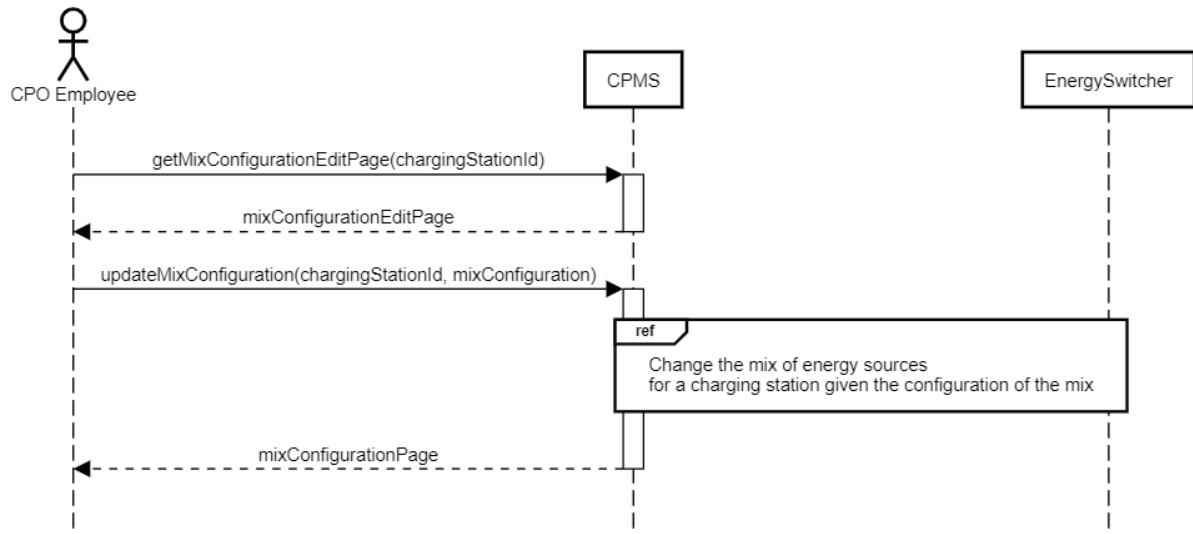 CPO Employee
CPMS
EnergySwitcher
getMixConfigurationEditPage(chargingStationId)
mixConfigurationEditPage
updateMixConfiguration(chargingStationId, mixConfiguration)
ref
Change the mix of energy sources
for a charging station given the configuration of the mix
mixConfigurationPage